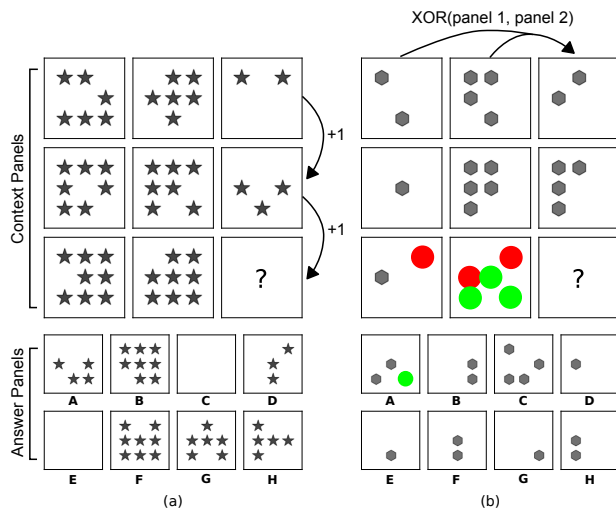 XOR(panel 1, panel 2)
Context Panels
+1
+1
?
?
Answer Panels
A B C D
E F G H
A B C D
E F G H
(a)
(b)